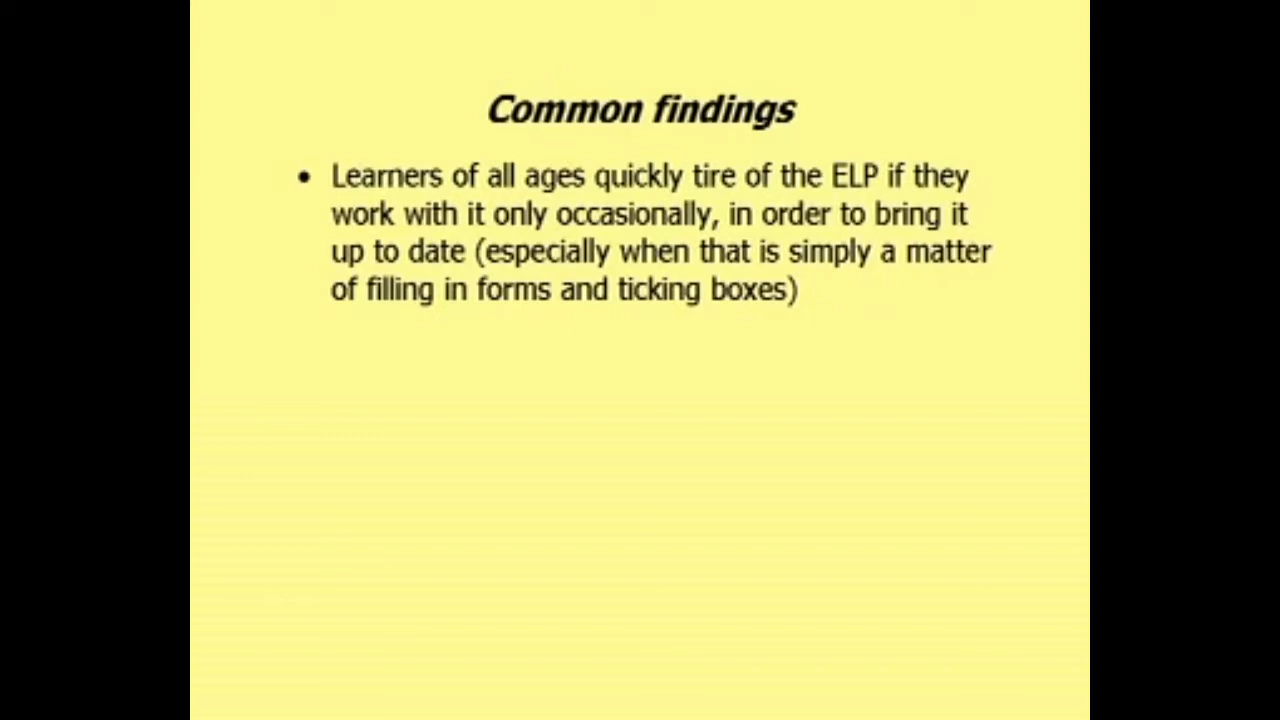 Common findings
• Learners of all ages quickly tire of the ELP if they
work with it only occasionally, in order to bring it
up to date (especially when that is simply a matter
of filling in forms and ticking boxes)